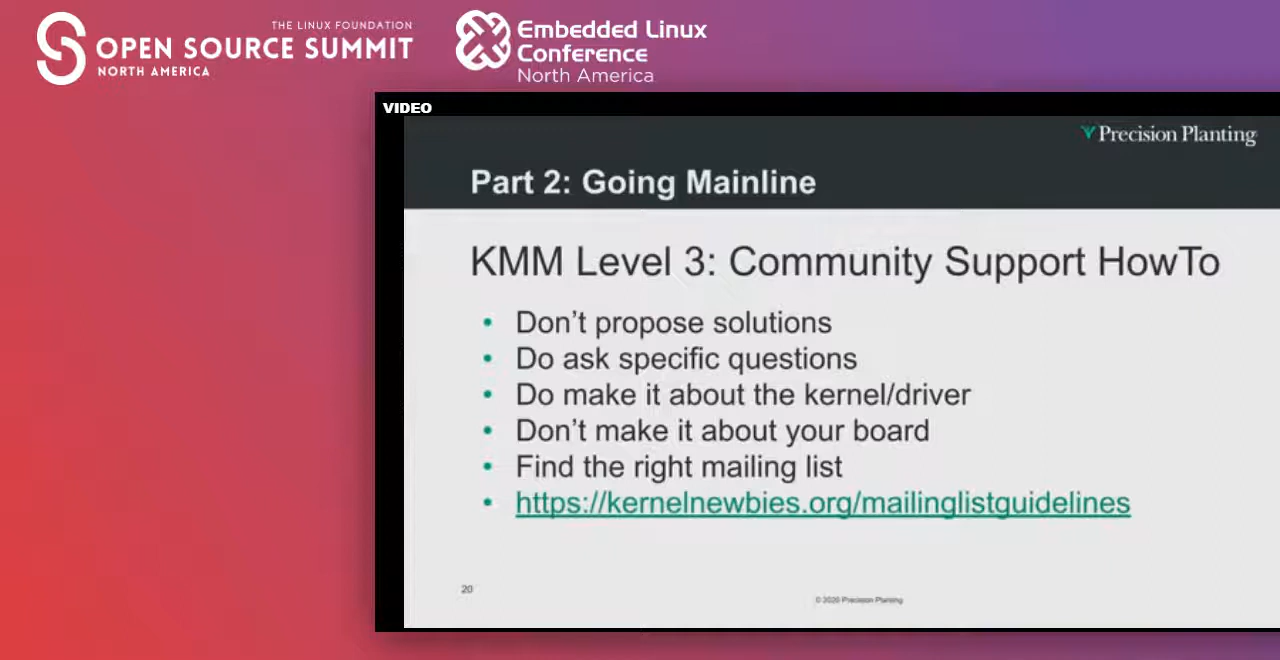 THE LINUX FOUNDATION
OPEN SOURCE SUMMIT
NORTH AMERICA
Embedded Linux
Conference
North America
VIDEO
Precision Planting
Part 2: Going Mainline
KMM Level 3: Community Support HowTo
• Don’t propose solutions
• Do ask specific questions
• Do make it about the kernel/driver
• Don’t make it about your board
• Find the right mailing list
• https://kernelnewbies.org/mailinglistguidelines
20
© 2020 Precision Planting